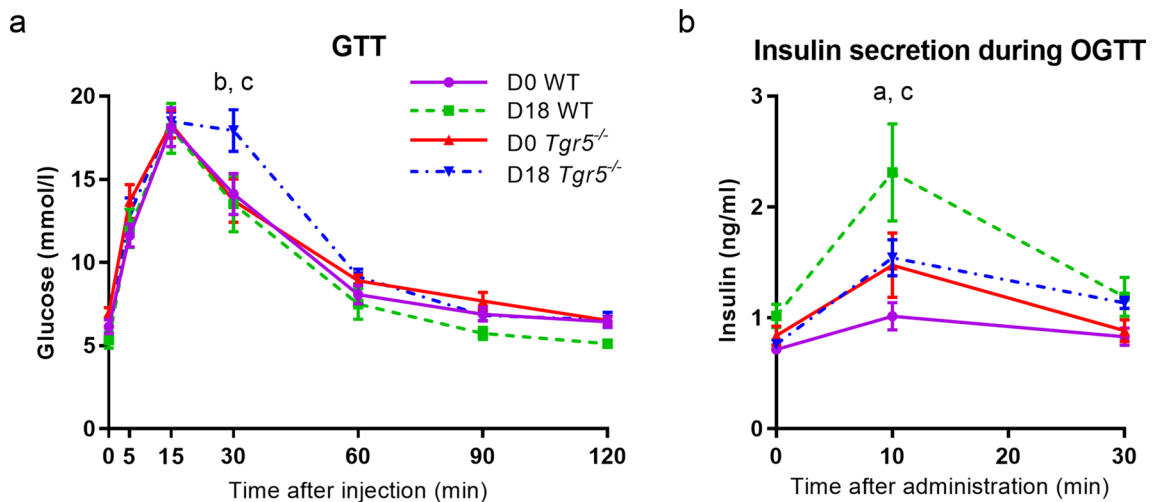 a
GTT
b, c
D0 WT
D18 WT
D0 Tgr5-/-
D18 Tgr5-/-
20
15
10
5
0
Glucose (mmol/l)
0 5 15 30 60 90 120
Time after injection (min)
b
Insulin secretion during OGTT
a, c
3
2
1
0
Insulin (ng/ml)
0 10 20 30
Time after administration (min)